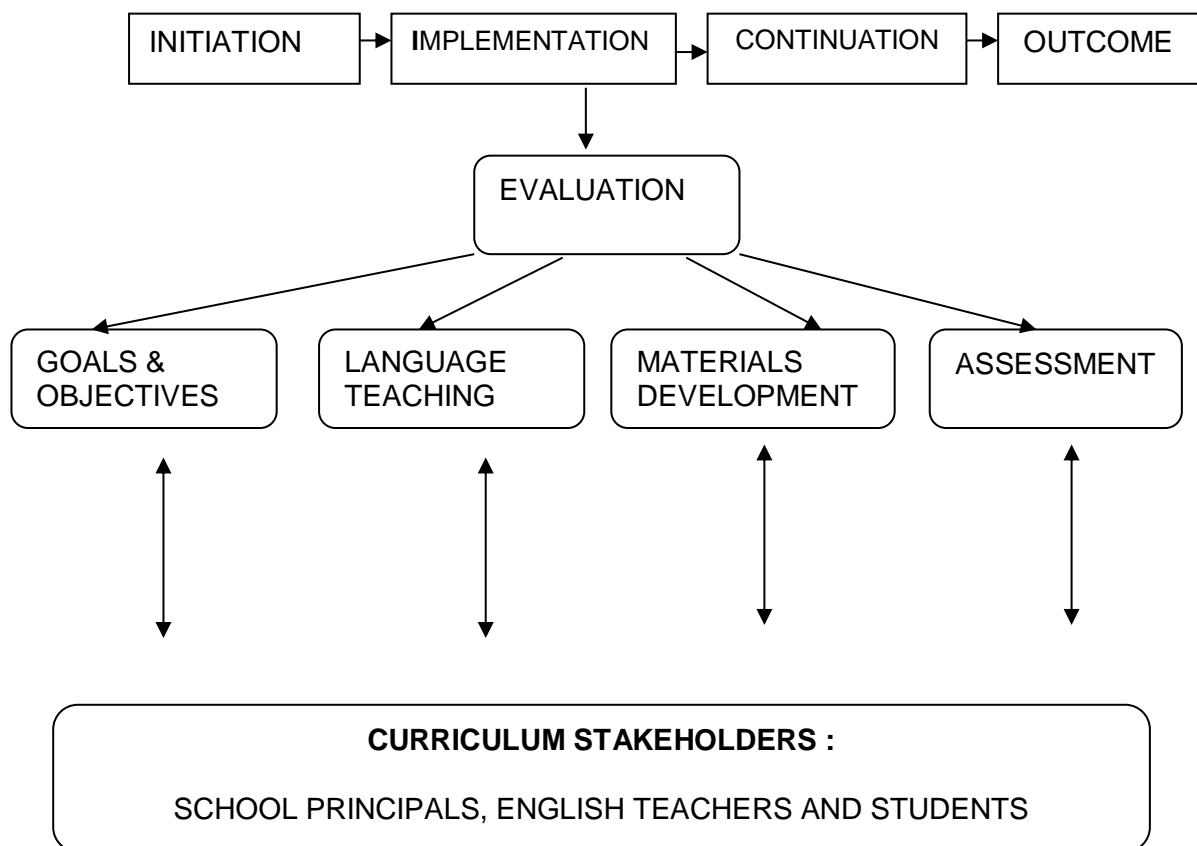 INITIATION
IMPLEMENTATION
CONTINUATION
OUTCOME
EVALUATION
GOALS &
OBJECTIVES
LANGUAGE
TEACHING
MATERIALS
DEVELOPMENT
ASSESSMENT
CURRICULUM STAKEHOLDERS :
SCHOOL PRINCIPALS, ENGLISH TEACHERS AND STUDENTS